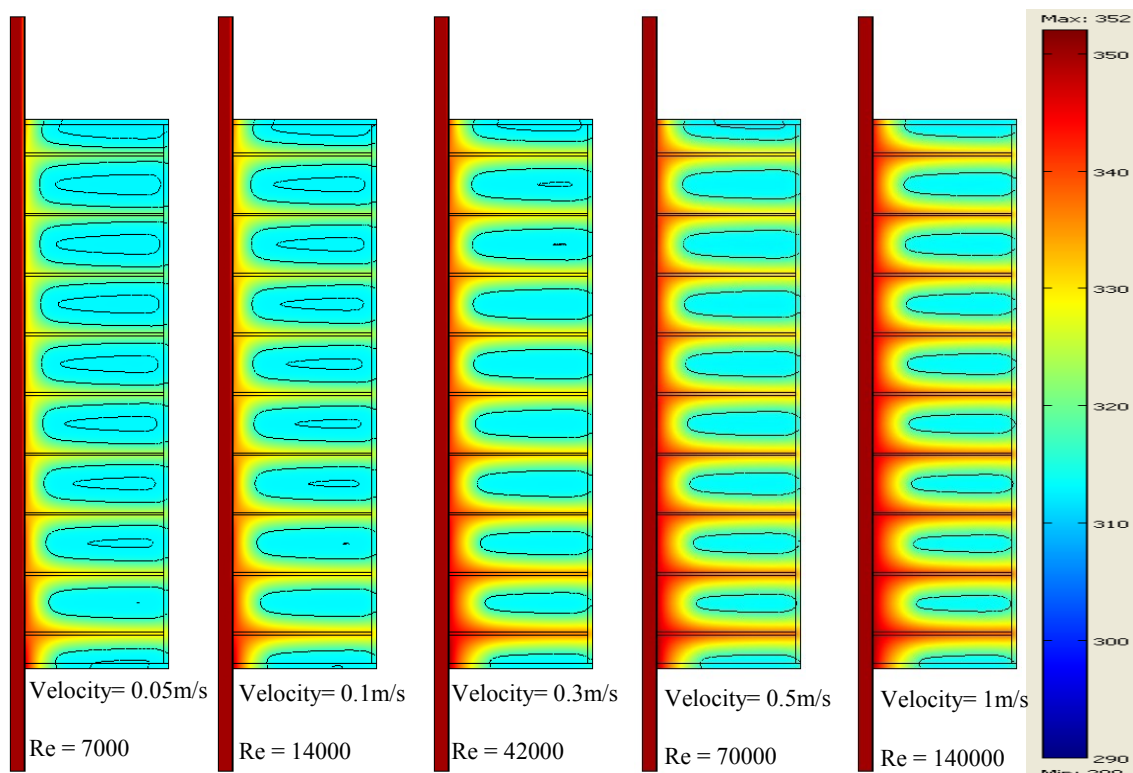 Max: 352
350
340
330
320
310
300
290
Velocity= 0.05m/s
Velocity= 0.1m/s
Velocity= 0.3m/s
Velocity= 0.5m/s
Velocity= 1m/s
Re = 7000
Re = 14000
Re = 42000
Re = 70000
Re = 140000